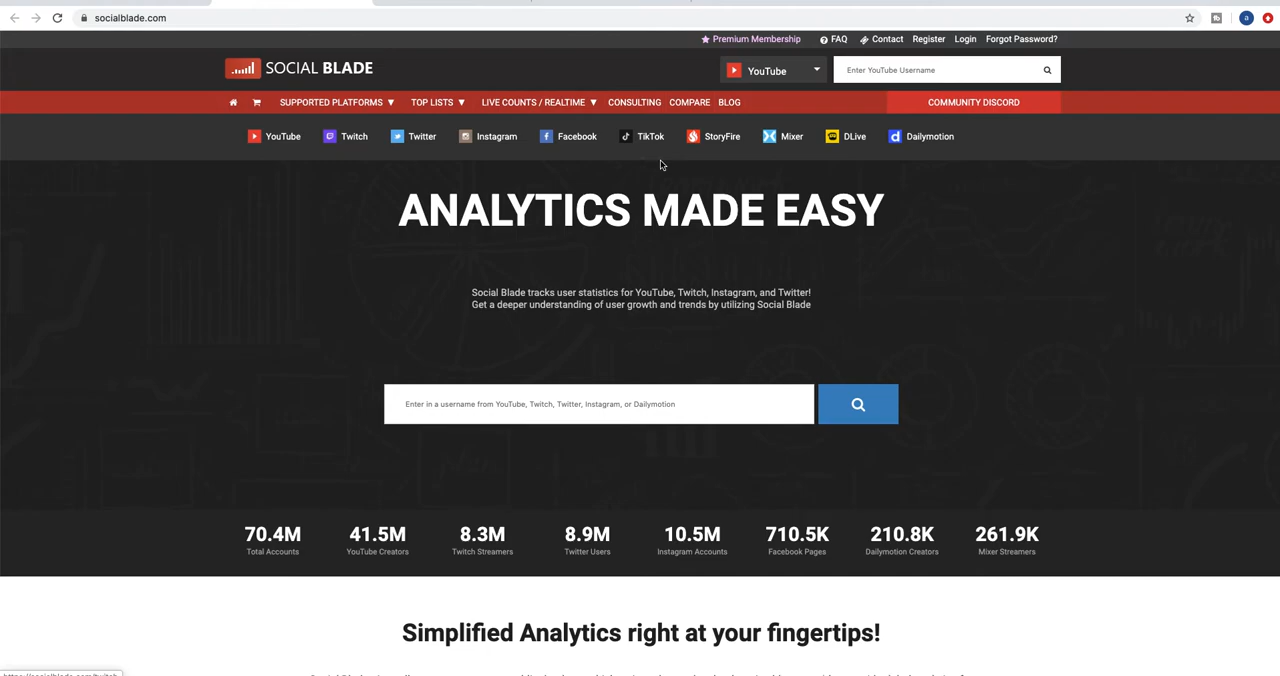 socialblade.com
a
Premium Membership FAQ Contact Register Login Forgot Password?
SOCIAL BLADE YouTube Enter YouTube Username
SUPPORTED PLATFORMS TOP LISTS LIVE COUNTS / REALTIME CONSULTING COMPARE BLOG COMMUNITY DISCORD
YouTube Twitch Twitter Instagram Facebook TikTok StoryFire Mixer DLive Dailymotion
ANALYTICS MADE EASY
Social Blade tracks user statistics for YouTube, Twitch, Instagram, and Twitter!
Get a deeper understanding of user growth and trends by utilizing Social Blade
Enter in a username from YouTube, Twitch, Twitter, Instagram, or Dailymotion
70.4M 41.5M 8.3M 8.9M 10.5M 710.5K 210.8K 261.9K
Total Accounts YouTube Creators Twitch Streamers Twitter Users Instagram Accounts Facebook Pages Dailymotion Creators Mixer Streamers
Simplified Analytics right at your fingertips!